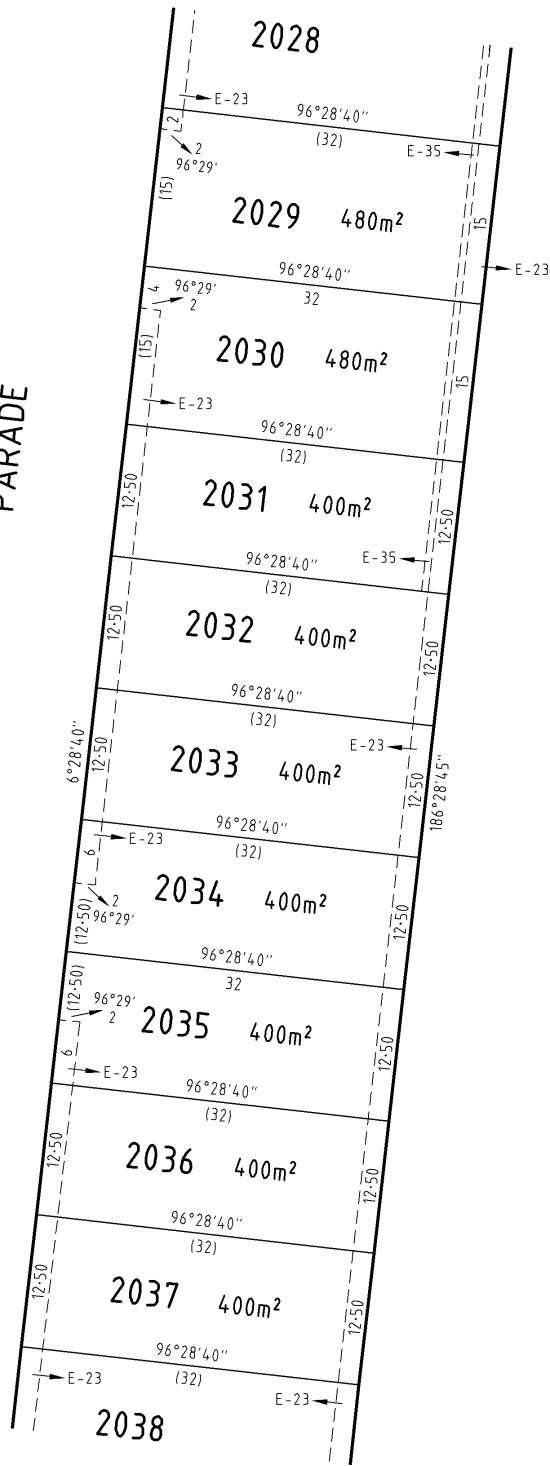 2028
E-23
96°28'40"
(32)
E-35
2
2
96°29'
(15)
2029 480m²
15
E-23
96°28'40"
32
4
96°29'
2
(15)
2030 480m²
15
PARADE
E-23
96°28'40"
(32)
12·50
2031 400m²
12·50
96°28'40"
(32)
E-35
12·50
2032 400m²
12·50
96°28'40"
(32)
6°28'40"
12·50
2033 400m²
E-23
12·50
186°28'45"
96°28'40"
(32)
E-23
6
2
96°29'
(12·50)
2034 400m²
12·50
96°28'40"
32
(12·50)
96°29'
2
2035 400m²
12·50
6
E-23
96°28'40"
(32)
12·50
2036 400m²
12·50
96°28'40"
(32)
12·50
2037 400m²
12·50
96°28'40"
(32)
E-23
E-23
2038